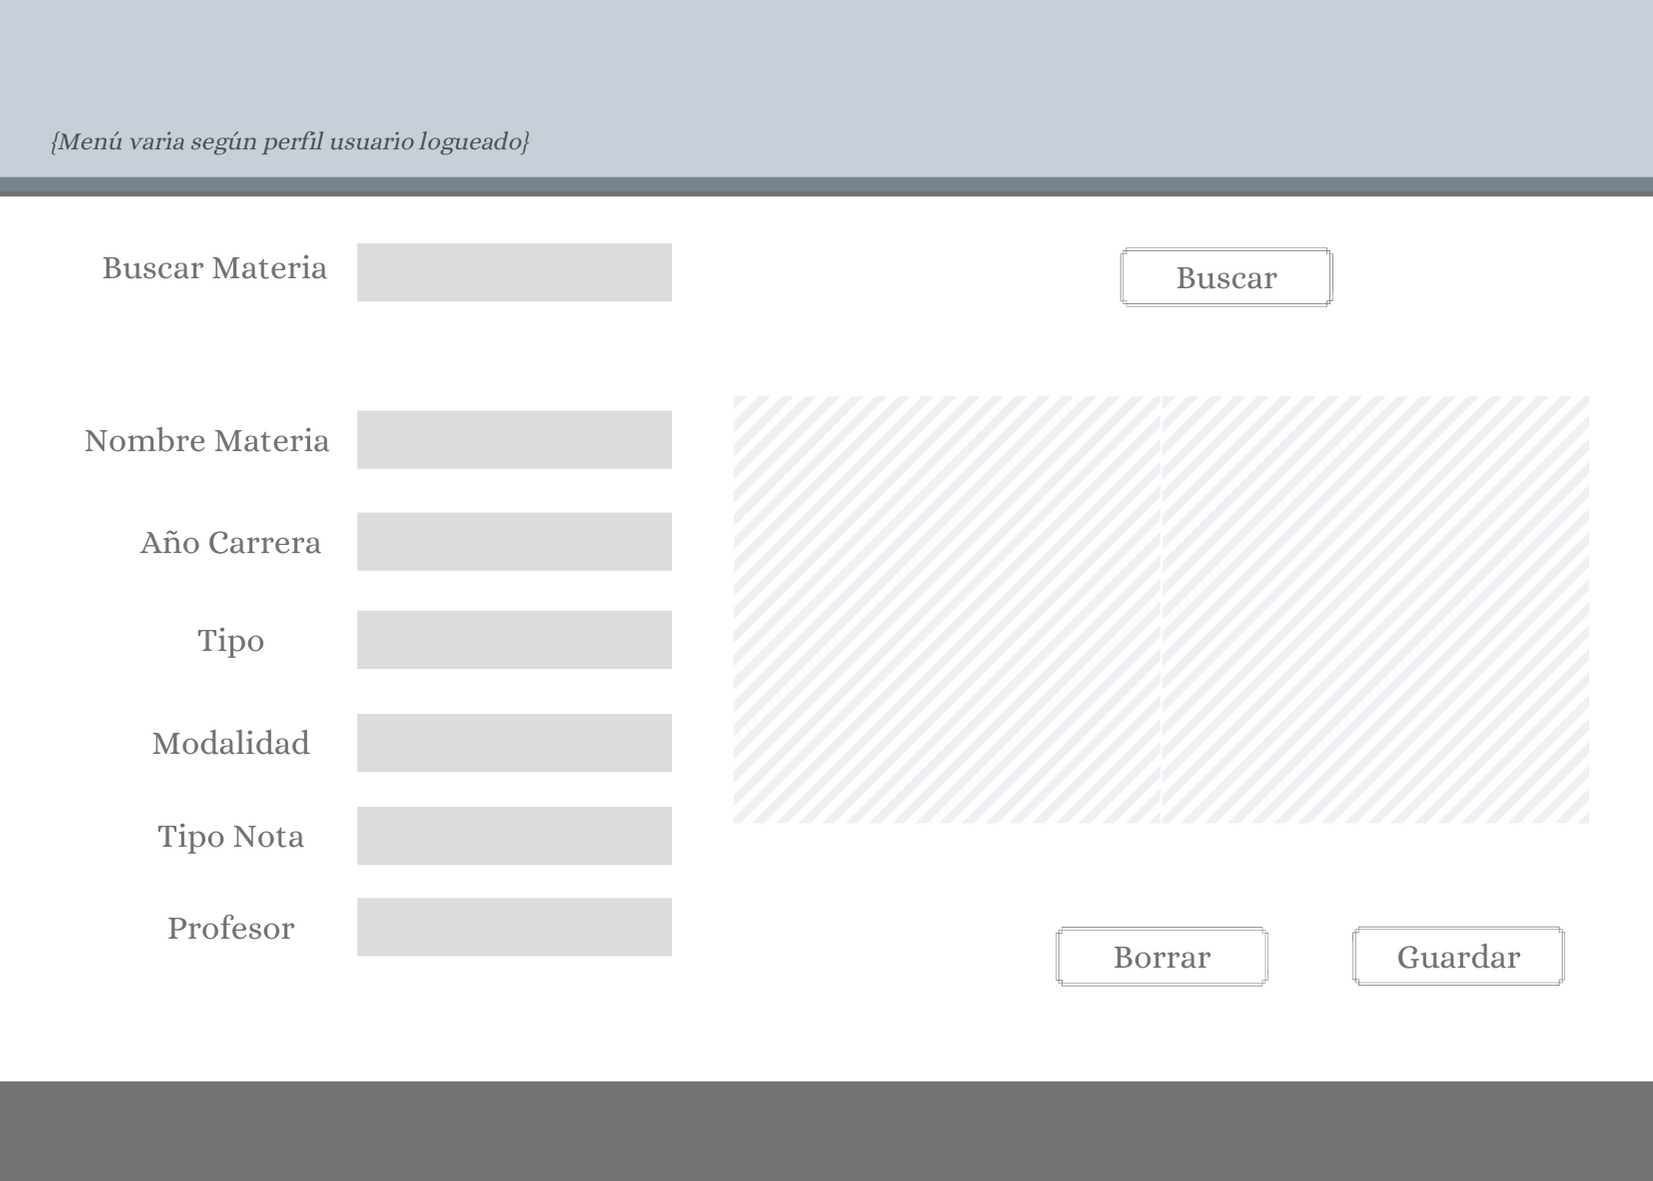 {Menú varia según perfil usuario logueado}
Buscar Materia
Buscar
Nombre Materia
Año Carrera
Tipo
Modalidad
Tipo Nota
Profesor
Borrar
Guardar